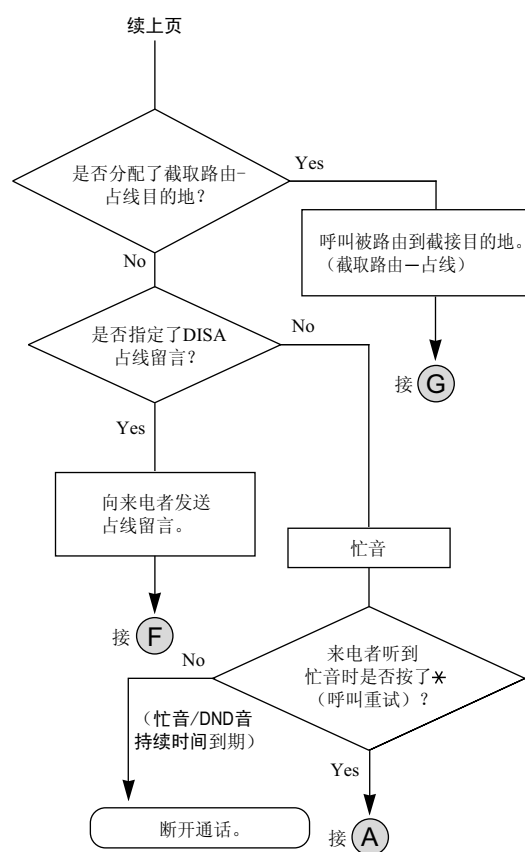 续上页
是否分配了截取路由-
占线目的地？
Yes
No
呼叫被路由到截接目的地。
（截取路由—占线）
接 G
是否指定了DISA
占线留言？
No
Yes
向来电者发送
占线留言。
接 F
忙音
来电者听到
忙音时是否按了*
（呼叫重试）？
No
（忙音/DND音
持续时间到期）
Yes
断开通话。
接 A